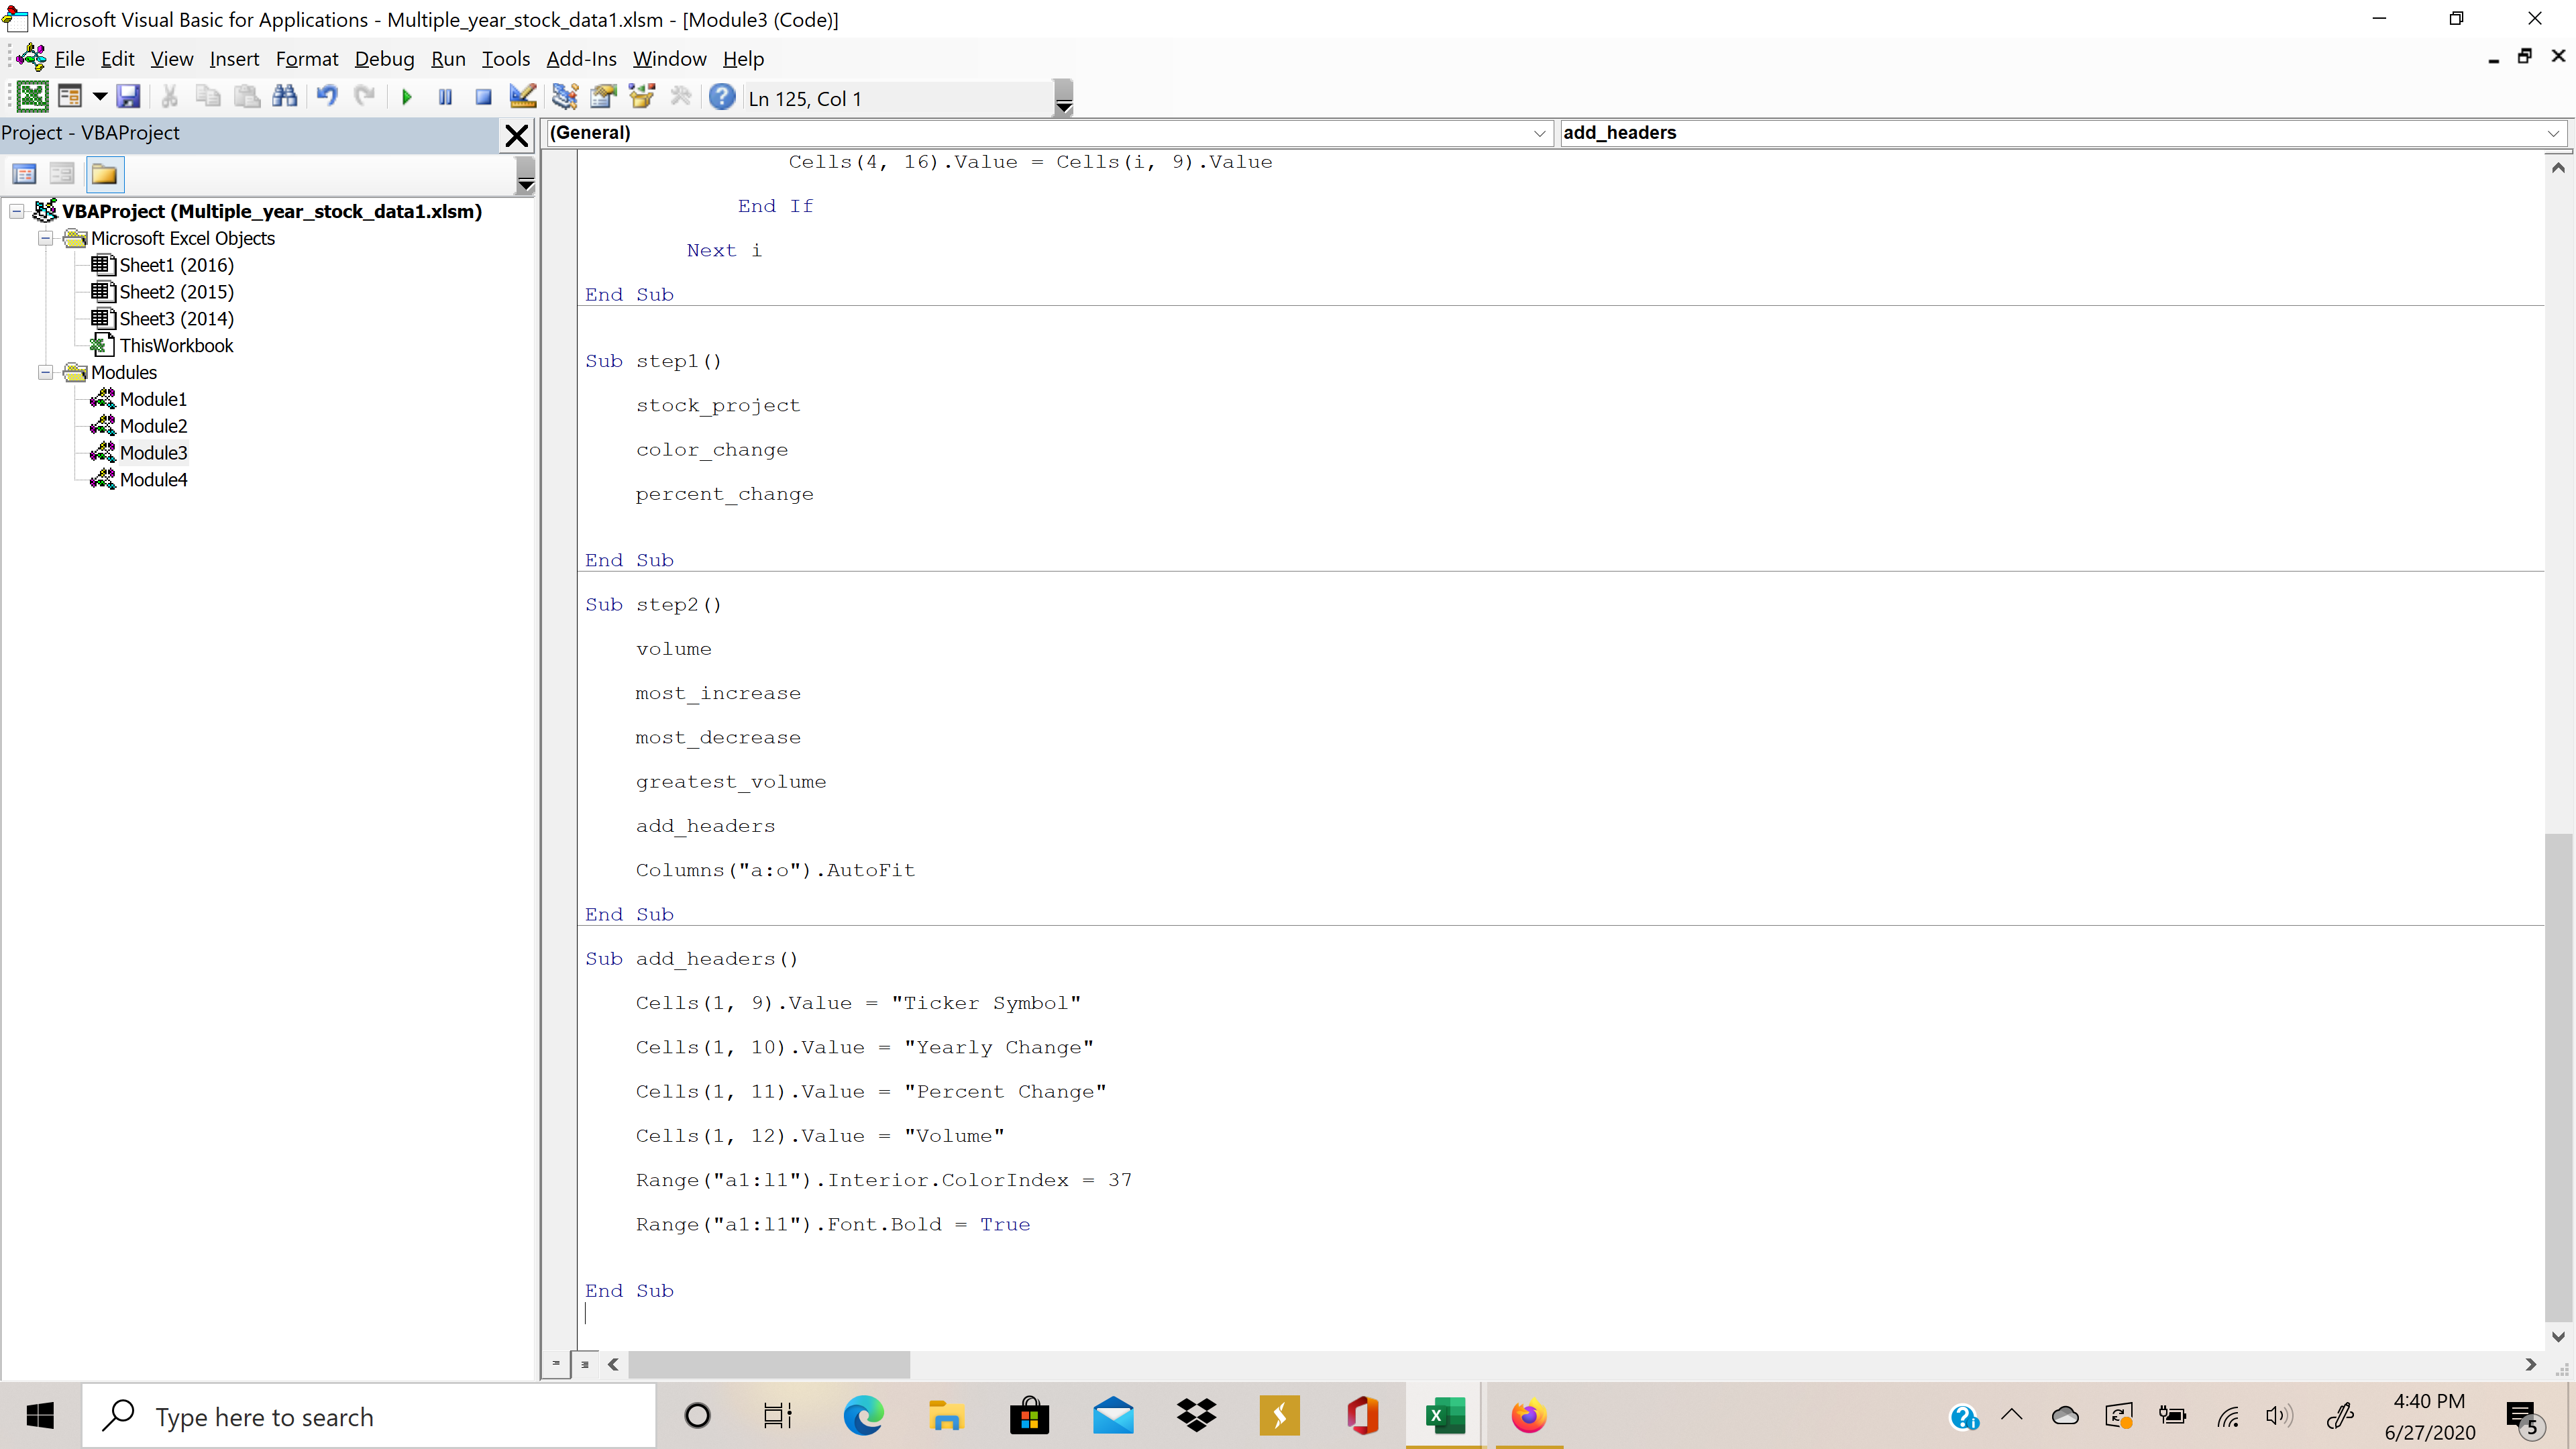 Microsoft Visual Basic for Applications - Multiple_year_stock_data1.xlsm - [Module3 (Code)]
File Edit View Insert Format Debug Run Tools Add-Ins Window Help
Ln 125, Col 1
Project - VBAProject
(General)
add_headers
VBAProject (Multiple_year_stock_data1.xlsm)
Microsoft Excel Objects
Sheet1 (2016)
Sheet2 (2015)
Sheet3 (2014)
ThisWorkbook
Modules
Module1
Module2
Module3
Module4
Cells(4, 16).Value = Cells(i, 9).Value
End If
Next i
End Sub
Sub step1()
stock_project
color_change
percent_change
End Sub
Sub step2()
volume
most_increase
most_decrease
greatest_volume
add_headers
Columns("a:o").AutoFit
End Sub
Sub add_headers()
Cells(1, 9).Value = "Ticker Symbol"
Cells(1, 10).Value = "Yearly Change"
Cells(1, 11).Value = "Percent Change"
Cells(1, 12).Value = "Volume"
Range("a1:l1").Interior.ColorIndex = 37
Range("a1:l1").Font.Bold = True
End Sub
Type here to search
4:40 PM
6/27/2020
5